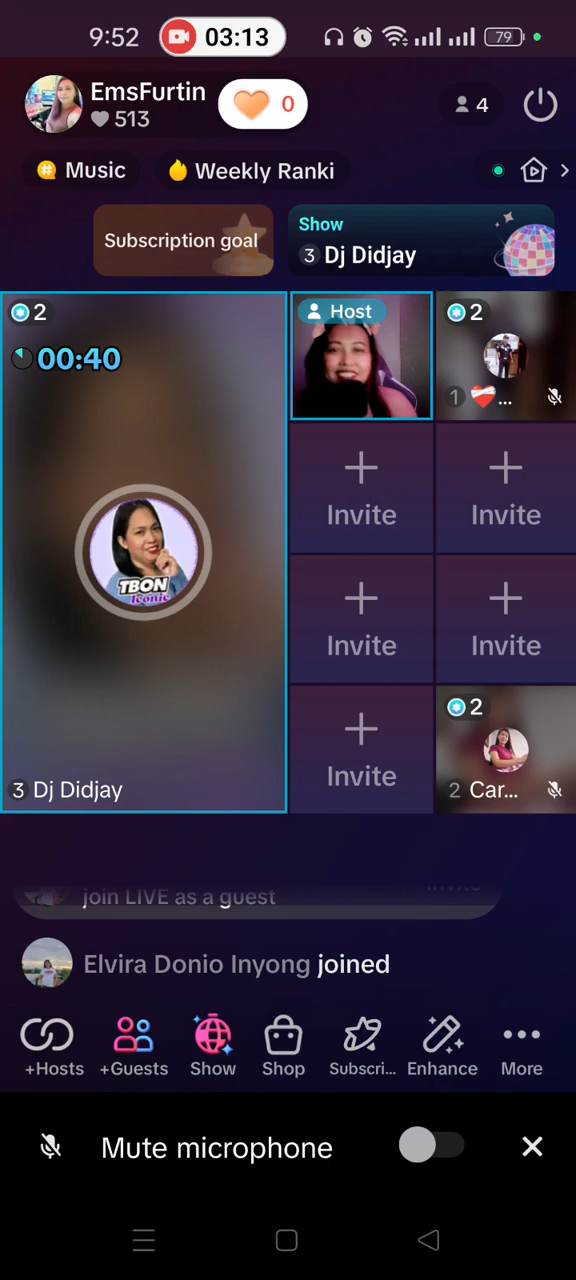 9:52
03:13
79
EmsFurtin
513
0
4
Music
Weekly Ranki
Subscription goal
Show
3 Dj Didjay
2
00:40
Host
2
1 ...
TBON
Iconic
Invite
Invite
Invite
Invite
Invite
2
3 Dj Didjay
2 Car...
join LIVE as a guest
Elvira Donio Inyong joined
+Hosts
+Guests
Show
Shop
Subscri...
Enhance
More
Mute microphone